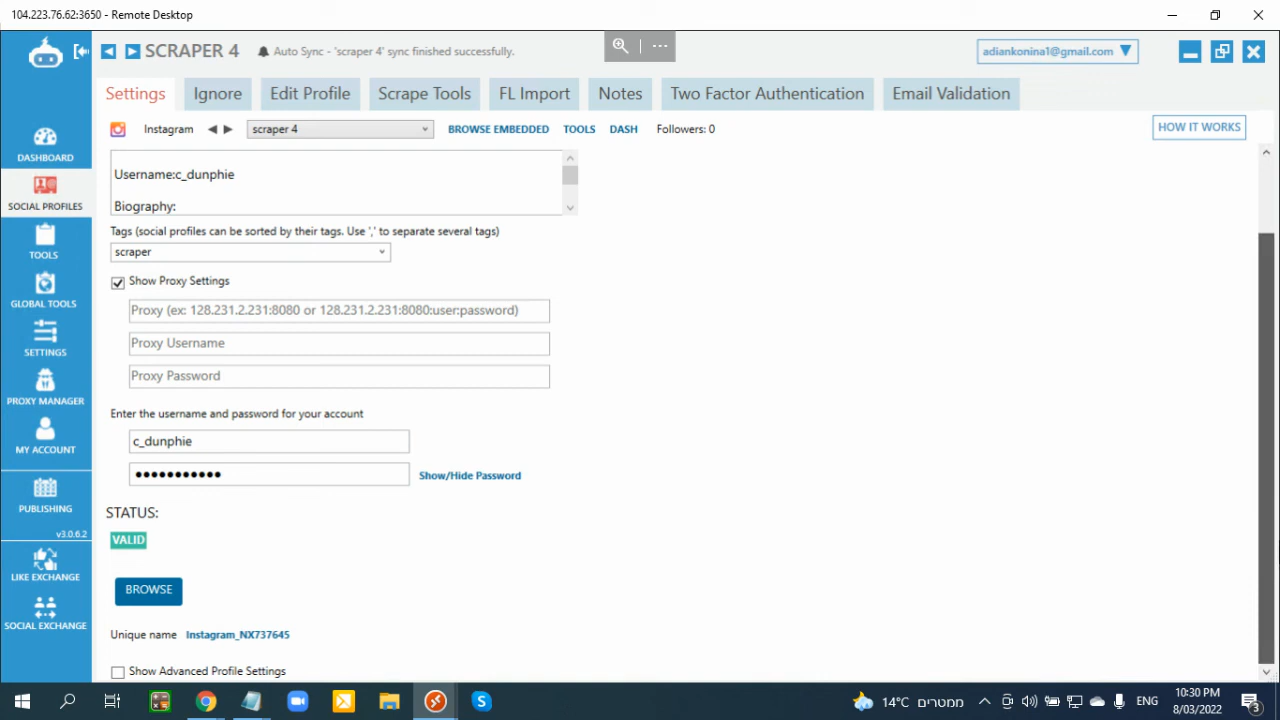 104.223.76.62:3650 - Remote Desktop
SCRAPER 4
Auto Sync - 'scraper 4' sync finished successfully.
adiankonina1@gmail.com
Settings
Ignore
Edit Profile
Scrape Tools
FL Import
Notes
Two Factor Authentication
Email Validation
Instagram
scraper 4
BROWSE EMBEDDED
TOOLS
DASH
Followers: 0
HOW IT WORKS
DASHBOARD
SOCIAL PROFILES
TOOLS
GLOBAL TOOLS
SETTINGS
PROXY MANAGER
MY ACCOUNT
PUBLISHING
v3.0.6.2
LIKE EXCHANGE
SOCIAL EXCHANGE
Username:c_dunphie
Biography:
Tags (social profiles can be sorted by their tags. Use ',' to separate several tags)
scraper
Show Proxy Settings
Proxy (ex: 128.231.2.231:8080 or 128.231.2.231:8080:user:password)
Proxy Username
Proxy Password
Enter the username and password for your account
c_dunphie
●●●●●●●●●●●
Show/Hide Password
STATUS:
VALID
BROWSE
Unique name Instagram_NX737645
Show Advanced Profile Settings
14°C ממטרים
ENG
10:30 PM
8/03/2022
3